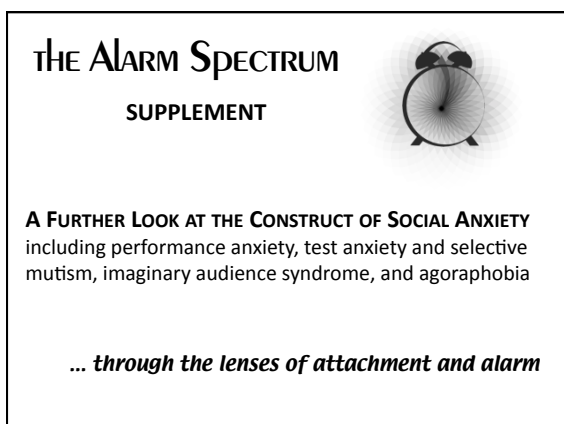 THE ALARM SPECTRUM
SUPPLEMENT
A FURTHER LOOK AT THE CONSTRUCT OF SOCIAL ANXIETY
including performance anxiety, test anxiety and selective
mutism, imaginary audience syndrome, and agoraphobia
... through the lenses of attachment and alarm